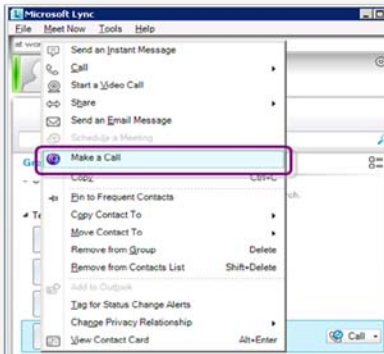 Microsoft Lync
File Meet Now Tools Help
Send an Instant Message
Call
Start a Video Call
Share
Send an Email Message
Schedule a Meeting
Make a Call
Copy Ctrl+C
Pin to Frequent Contacts
Copy Contact To
Move Contact To
Remove from Group Delete
Remove from Contacts List Shift+Delete
Add to Outlook
Tag for Status Change Alerts
Change Privacy Relationship
View Contact Card Alt+Enter
Call